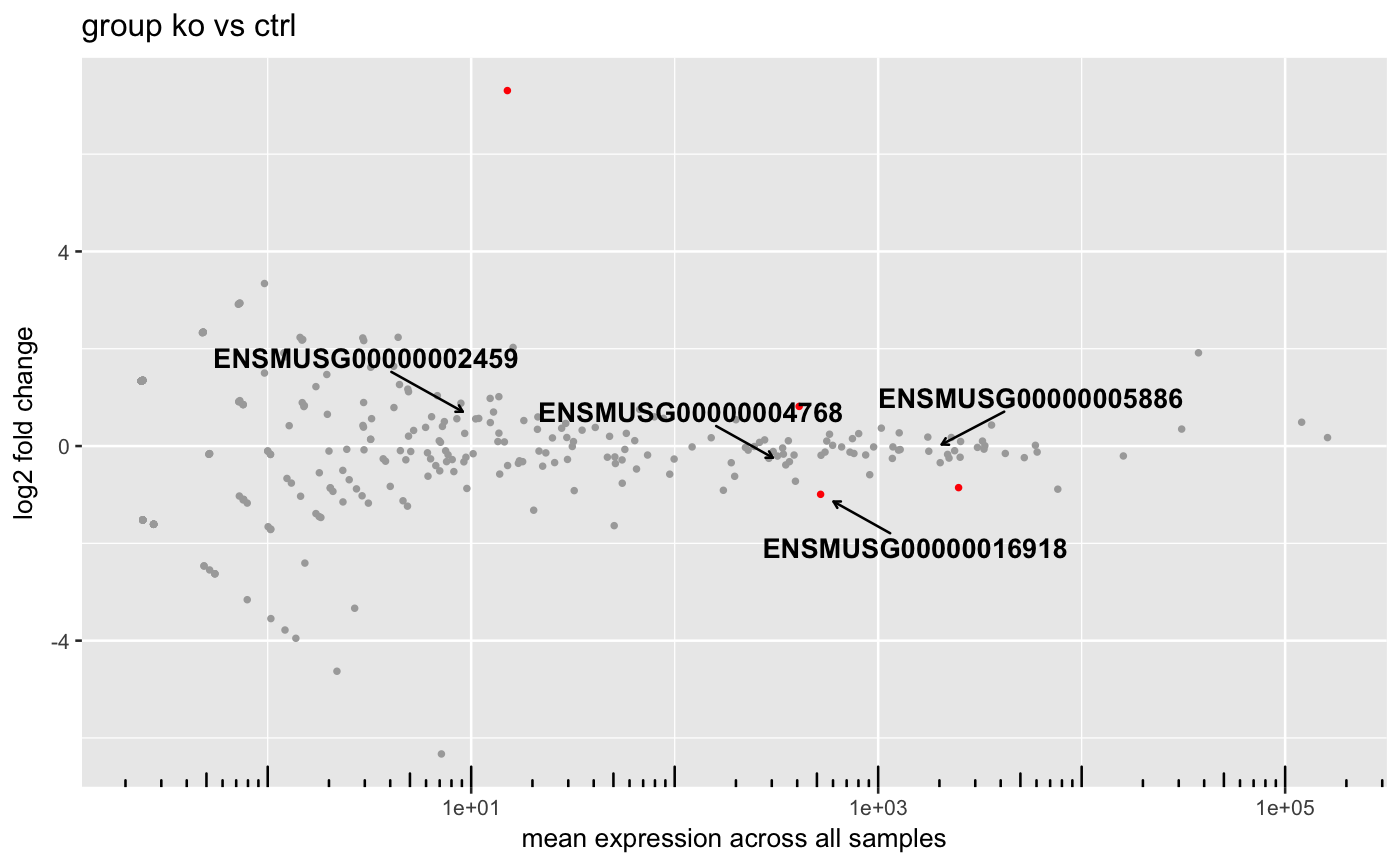 group ko vs ctrl
log2 fold change
4
0
-4
ENSMUSG00000002459
ENSMUSG00000004768
ENSMUSG00000005886
ENSMUSG00000016918
1e+01
1e+03
1e+05
mean expression across all samples